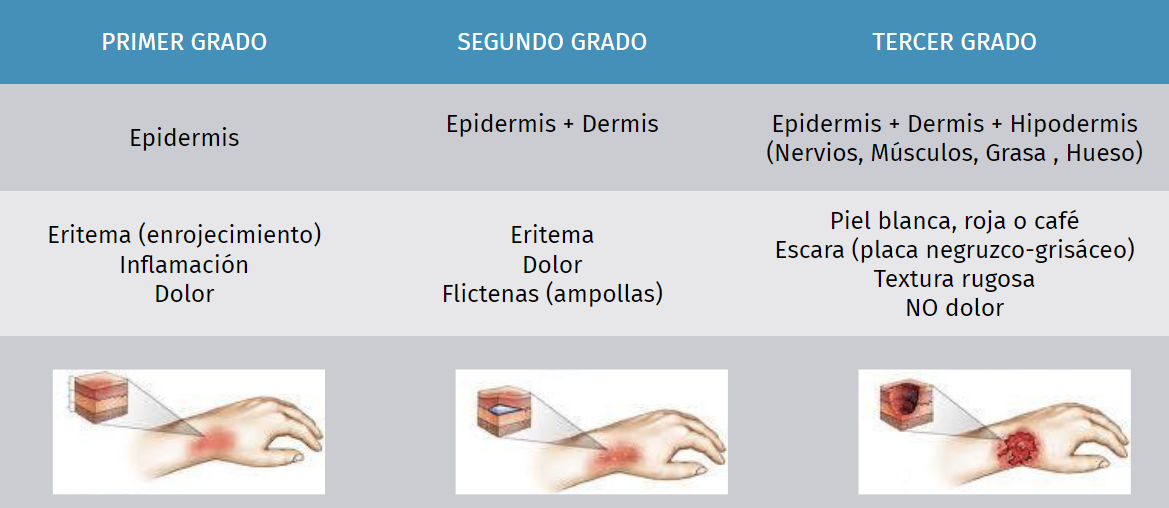 PRIMER GRADO
SEGUNDO GRADO
TERCER GRADO
Epidermis
Epidermis + Dermis
Epidermis + Dermis + Hipodermis
(Nervios, Músculos, Grasa , Hueso)
Eritema (enrojecimiento)
Inflamación
Dolor
Eritema
Dolor
Flictenas (ampollas)
Piel blanca, roja o café
Escara (placa negruzco-grisáceo)
Textura rugosa
NO dolor